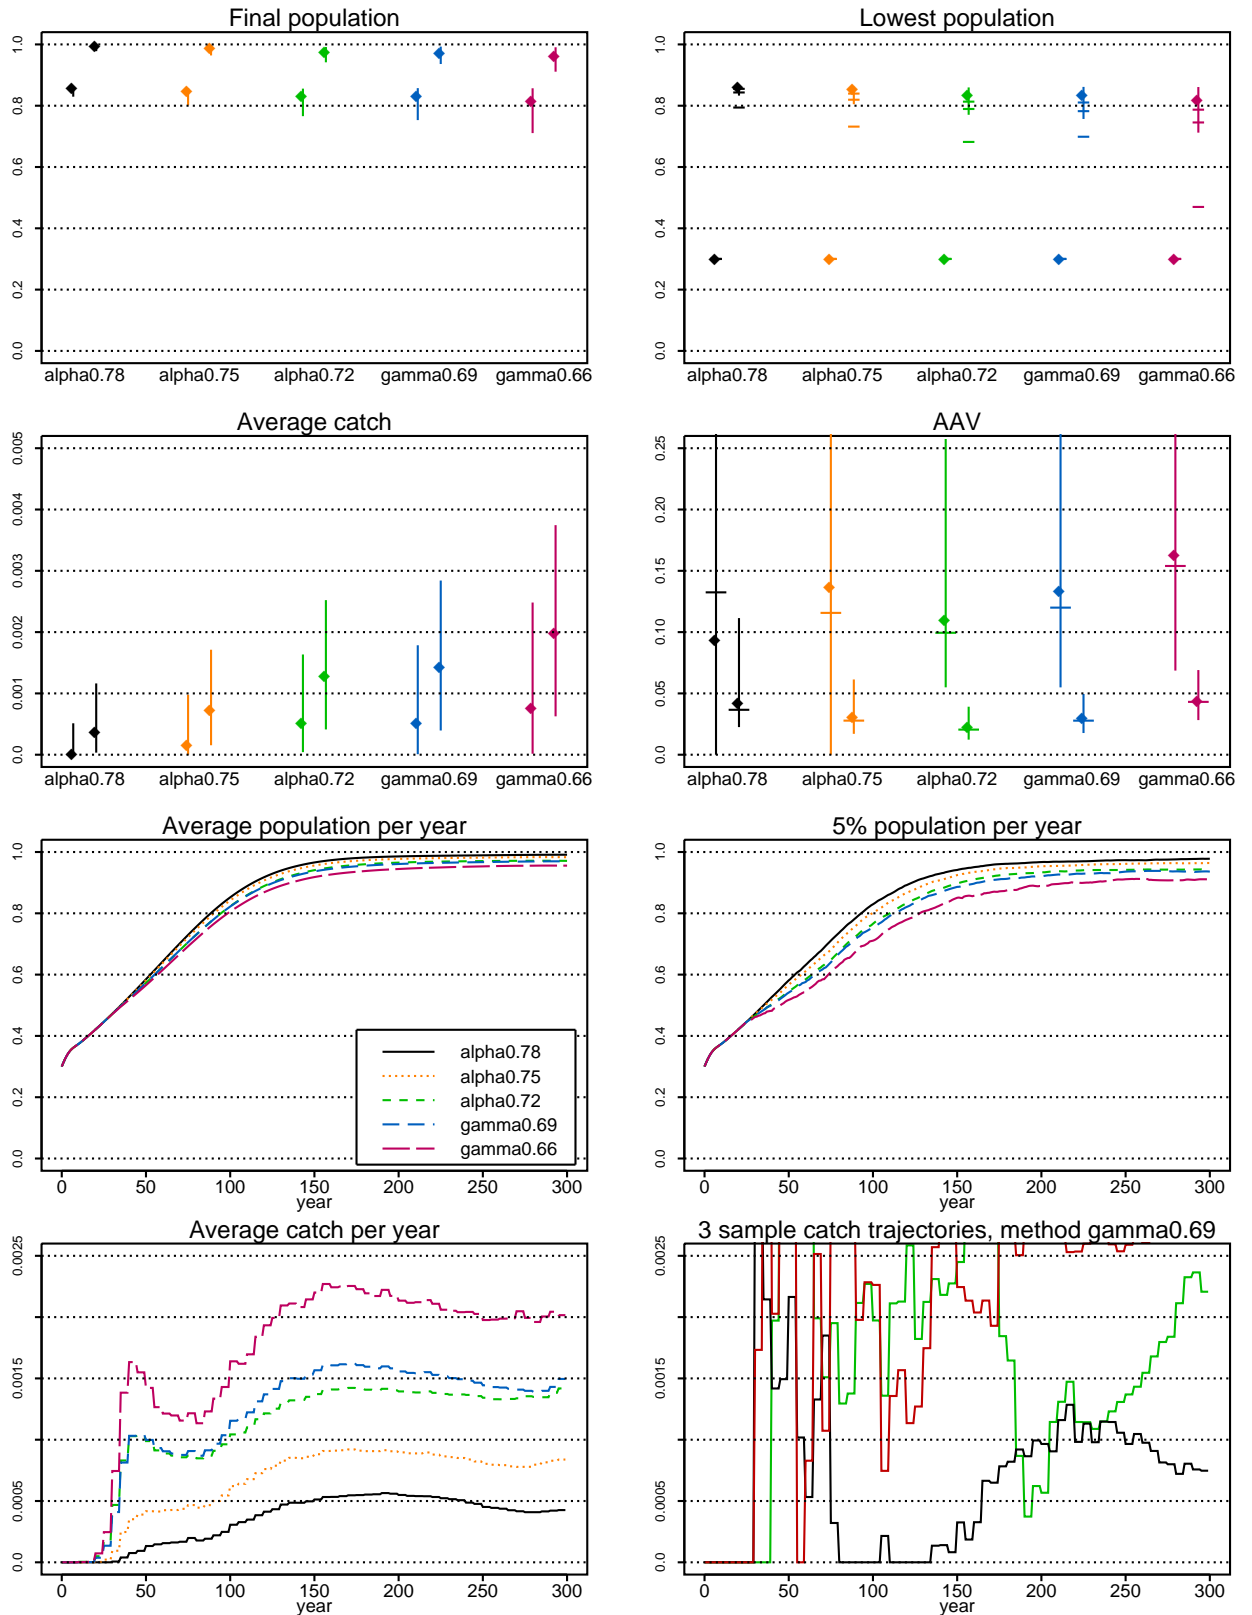 Final population
0.0
0.2
0.4
0.6
0.8
1.0
alpha0.78 alpha0.75 alpha0.72 gamma0.69 gamma0.66
Lowest population
0.0
0.2
0.4
0.6
0.8
1.0
alpha0.78 alpha0.75 alpha0.72 gamma0.69 gamma0.66
Average catch
0.0
0.001
0.002
0.003
0.004
0.005
alpha0.78 alpha0.75 alpha0.72 gamma0.69 gamma0.66
AAV
0.0
0.05
0.10
0.15
0.20
0.25
alpha0.78 alpha0.75 alpha0.72 gamma0.69 gamma0.66
Average population per year
0.0
0.2
0.4
0.6
0.8
1.0
alpha0.78
alpha0.75
alpha0.72
gamma0.69
gamma0.66
0 50 100 150 200 250 300
year
5% population per year
0.0
0.2
0.4
0.6
0.8
1.0
0 50 100 150 200 250 300
year
Average catch per year
0.0
0.0005
0.0015
0.0025
0 50 100 150 200 250 300
year
3 sample catch trajectories, method gamma0.69
0.0
0.0005
0.0015
0.0025
0 50 100 150 200 250 300
year